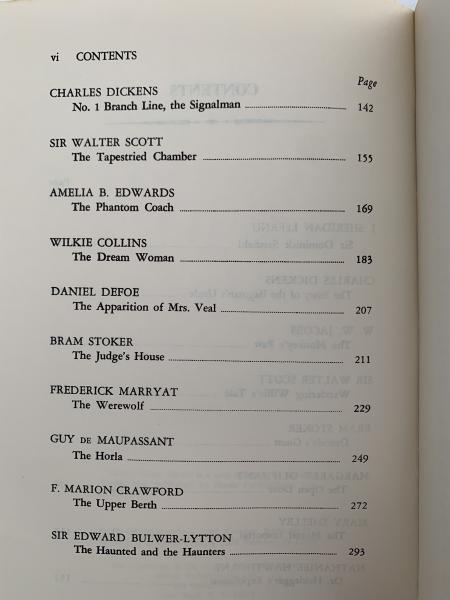 vi CONTENTS
Page
CHARLES DICKENS
No. 1 Branch Line, the Signalman 142
SIR WALTER SCOTT
The Tapestried Chamber 155
AMELIA B. EDWARDS
The Phantom Coach 169
WILKIE COLLINS
The Dream Woman 183
DANIEL DEFOE
The Apparition of Mrs. Veal 207
BRAM STOKER
The Judge's House 211
FREDERICK MARRYAT
The Werewolf 229
GUY DE MAUPASSANT
The Horla 249
F. MARION CRAWFORD
The Upper Berth 272
SIR EDWARD BULWER-LYTTON
The Haunted and the Haunters 293